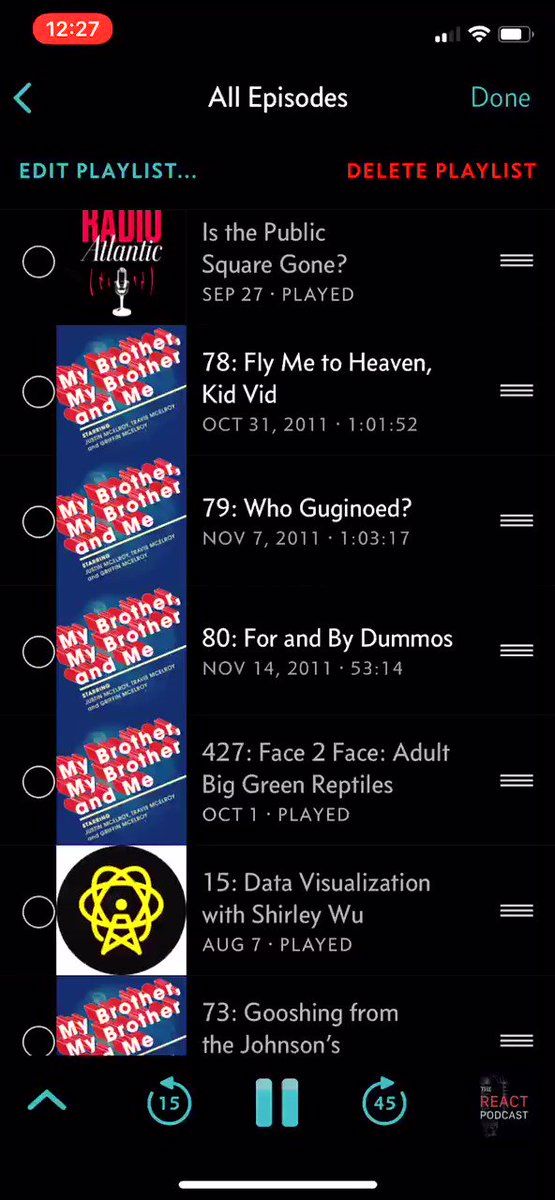 12:27
All Episodes
Done
EDIT PLAYLIST...
DELETE PLAYLIST
RADIO
Atlantic
Is the Public
Square Gone?
SEP 27 · PLAYED
My Brother,
My Brother
and Me
STARRING
JUSTIN MCELROY, TRAVIS MCELROY
and GRIFFIN MCELROY
78: Fly Me to Heaven,
Kid Vid
OCT 31, 2011 · 1:01:52
My Brother,
My Brother
and Me
STARRING
JUSTIN MCELROY, TRAVIS MCELROY
and GRIFFIN MCELROY
79: Who Guginoed?
NOV 7, 2011 · 1:03:17
My Brother,
My Brother
and Me
STARRING
JUSTIN MCELROY, TRAVIS MCELROY
and GRIFFIN MCELROY
80: For and By Dummos
NOV 14, 2011 · 53:14
My Brother,
My Brother
and Me
STARRING
JUSTIN MCELROY, TRAVIS MCELROY
and GRIFFIN MCELROY
427: Face 2 Face: Adult
Big Green Reptiles
OCT 1 · PLAYED
15: Data Visualization
with Shirley Wu
AUG 7 · PLAYED
My Brother,
My Brother
and Me
73: Gooshing from
the Johnson’s
15
45
THE
REACT
PODCAST